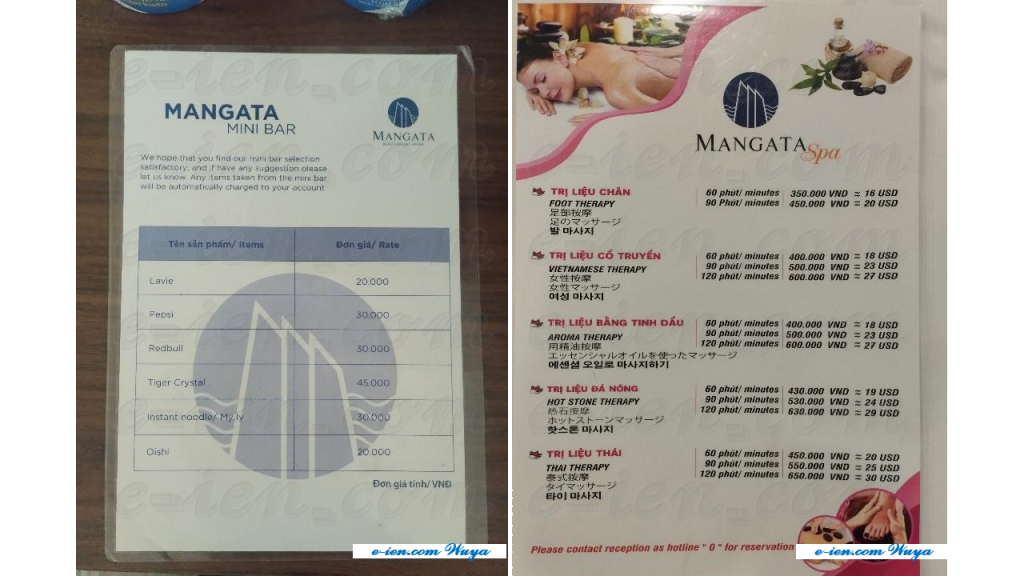 MANGATA
MINI BAR
MANGATA
We hope that you find our mini bar selection
satisfactory, and if have any suggestion please
let us know. Any items taken from the mini bar
will be automatically charged to your account
Tên sản phẩm/ Items Đơn giá/ Rate
Lavie 20.000
Pepsi 30.000
Redbull 30.000
Tiger Crystal 45.000
Instant noodle/ My ly 30.000
Oishi 20.000
Đơn giá tính/ VNĐ
e-ien.com Wuya
MANGATA
Spa
TRỊ LIỆU CHÂN 60 phút/ minutes 350.000 VND ≈ 16 USD
FOOT THERAPY 90 Phút/ minutes 450.000 VND ≈ 20 USD
足部按摩
足のマッサージ
발 마사지
TRỊ LIỆU CỔ TRUYỀN 60 phút/ minutes 400.000 VND ≈ 18 USD
VIETNAMESE THERAPY 90 phút/ minutes 500.000 VND ≈ 23 USD
女性按摩 120 phút/ minutes 600.000 VND ≈ 27 USD
女性マッサージ
여성 마사지
TRỊ LIỆU BẰNG TINH DẦU 60 phút/ minutes 400.000 VND ≈ 18 USD
AROMA THERAPY 90 phút/ minutes 500.000 VND ≈ 23 USD
用精油按摩 120 phút/ minutes 600.000 VND ≈ 27 USD
エッセンシャルオイルを使ったマッサージ
에센셜 오일로 마사지하기
TRỊ LIỆU ĐÁ NÓNG 60 phút/ minutes 430.000 VND ≈ 19 USD
HOT STONE THERAPY 90 phút/ minutes 530.000 VND ≈ 24 USD
热石按摩 120 phút/ minutes 630.000 VND ≈ 29 USD
ホットストーンマッサージ
핫스톤 마사지
TRỊ LIỆU THÁI 60 phút/ minutes 450.000 VND ≈ 20 USD
THAI THERAPY 90 phút/ minutes 550.000 VND ≈ 25 USD
泰式按摩 120 phút/ minutes 650.000 VND ≈ 30 USD
タイマッサージ
타이 마사지
Please contact reception as hotline " 0 " for reservation
e-ien.com Wuya